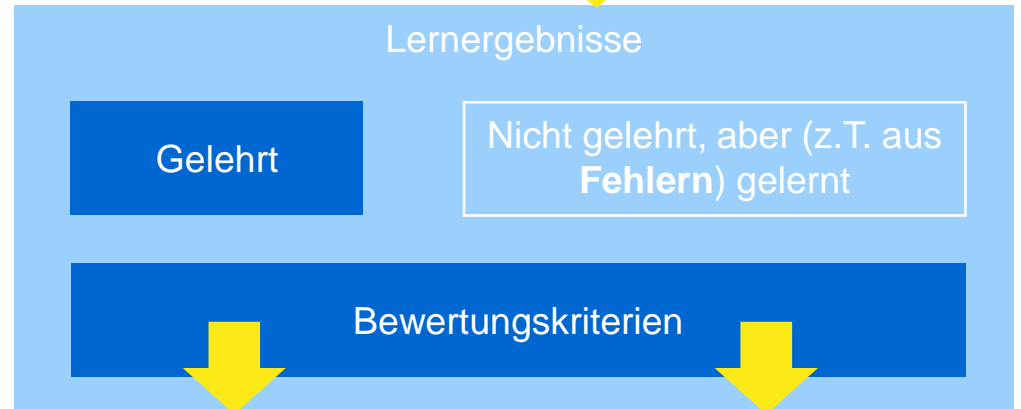 Lernergebnisse
Gelehrt
Nicht gelehrt, aber (z.T. aus
Fehlern) gelernt
Bewertungskriterien